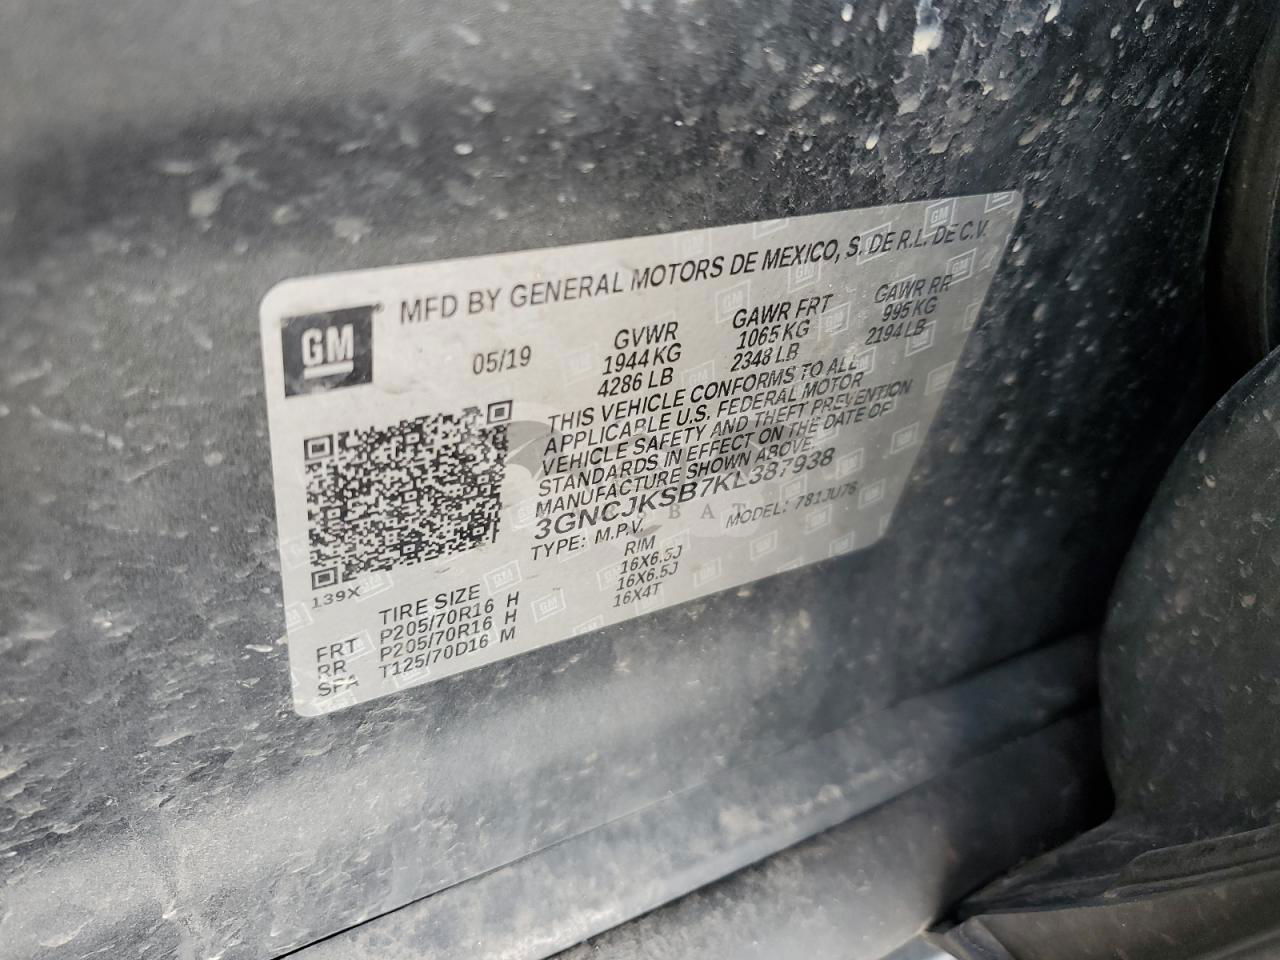 MFD BY GENERAL MOTORS DE MEXICO, S. DE R.L. DE C.V.
GM
05/19
GVWR GAWR FRT GAWR RR
1944 KG 1065 KG 995 KG
4286 LB 2348 LB 2194 LB
THIS VEHICLE CONFORMS TO ALL
APPLICABLE U.S. FEDERAL MOTOR
VEHICLE SAFETY AND THEFT PREVENTION
STANDARDS IN EFFECT ON THE DATE OF
MANUFACTURE SHOWN ABOVE.
3GNCJKSB7KL387938
TYPE: M.P.V. MODEL: 781JU76
139X
TIRE SIZE RIM
FRT P205/70R16 H 16X6.5J
RR P205/70R16 H 16X6.5J
SPA T125/70D16 M 16X4T